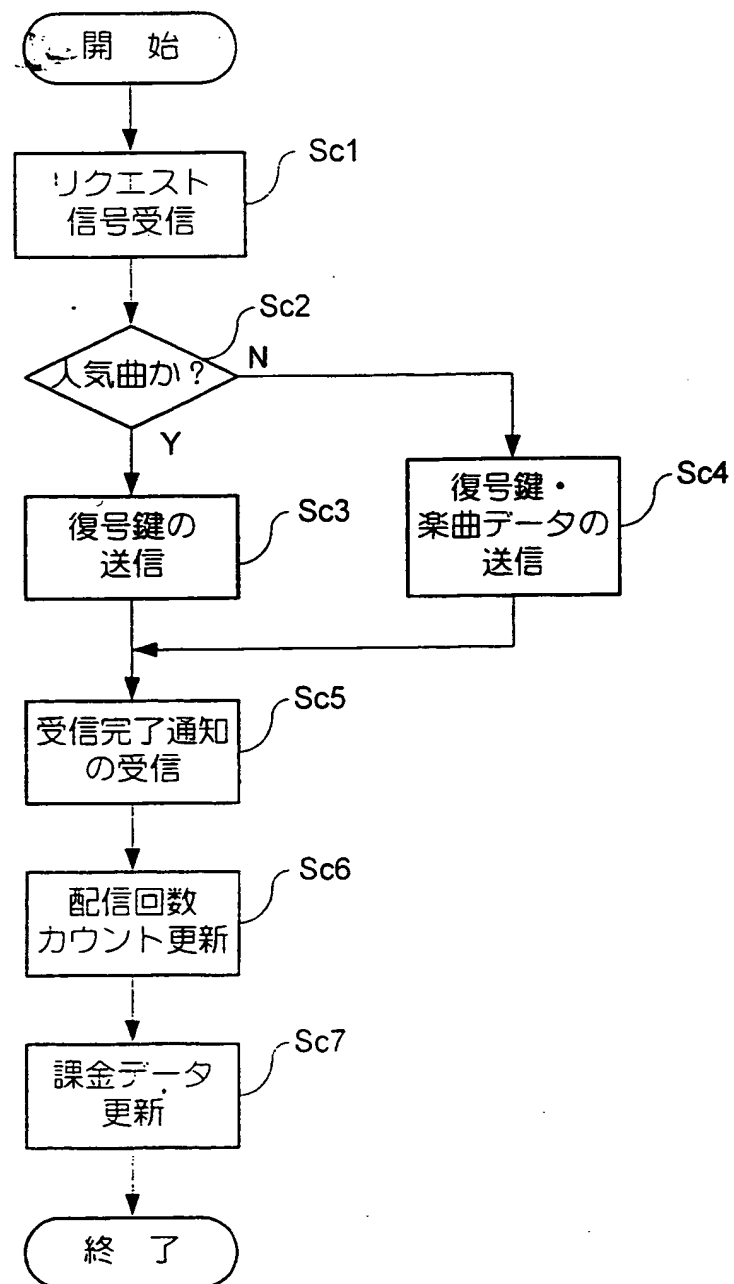 開 始
Sc1
リクエスト
信号受信
Sc2
人気曲か?
N
Y
復号鍵の
送信
Sc3
復号鍵・
楽曲データの
送信
Sc4
受信完了通知
の受信
Sc5
配信回数
カウント更新
Sc6
課金データ
更新
Sc7
終 了